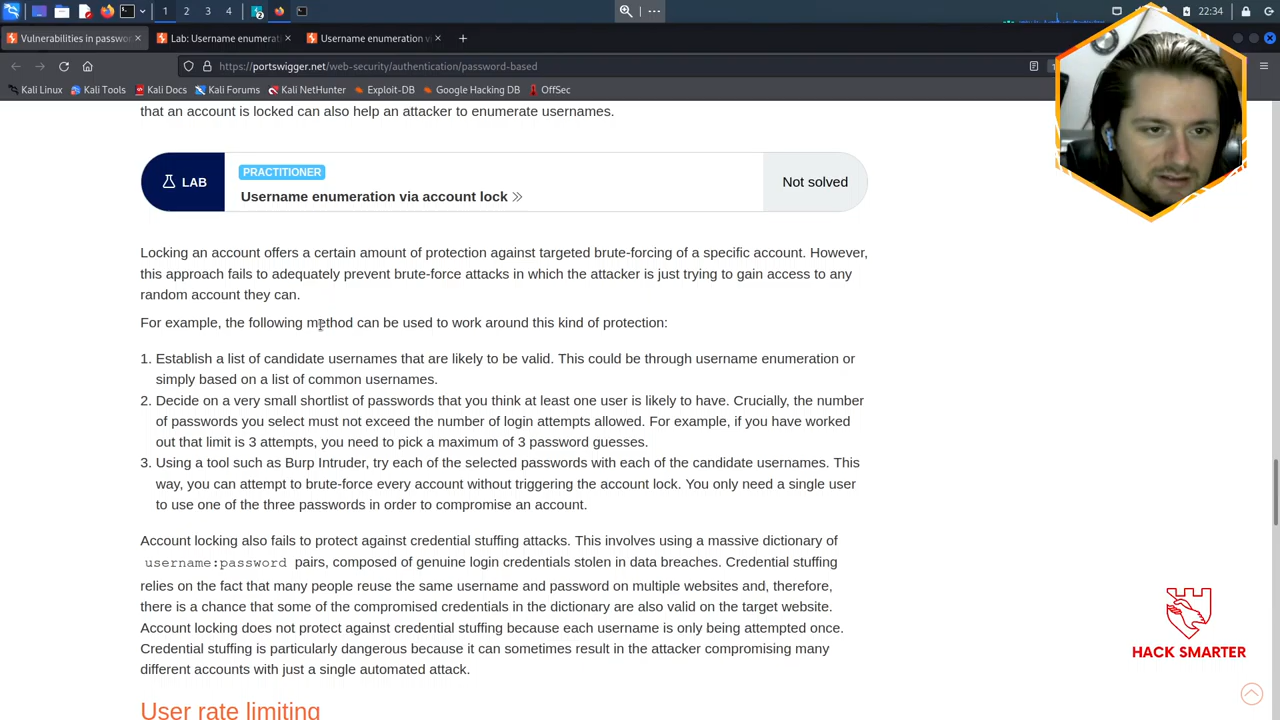 1 2 3 4
22:34
Vulnerabilities in passwor
Lab: Username enumerati
Username enumeration v
https://portswigger.net/web-security/authentication/password-based
Kali Linux
Kali Tools
Kali Docs
Kali Forums
Kali NetHunter
Exploit-DB
Google Hacking DB
OffSec
that an account is locked can also help an attacker to enumerate usernames.
LAB
PRACTITIONER
Username enumeration via account lock
Not solved
Locking an account offers a certain amount of protection against targeted brute-forcing of a specific account. However,
this approach fails to adequately prevent brute-force attacks in which the attacker is just trying to gain access to any
random account they can.
For example, the following method can be used to work around this kind of protection:
1. Establish a list of candidate usernames that are likely to be valid. This could be through username enumeration or
simply based on a list of common usernames.
2. Decide on a very small shortlist of passwords that you think at least one user is likely to have. Crucially, the number
of passwords you select must not exceed the number of login attempts allowed. For example, if you have worked
out that limit is 3 attempts, you need to pick a maximum of 3 password guesses.
3. Using a tool such as Burp Intruder, try each of the selected passwords with each of the candidate usernames. This
way, you can attempt to brute-force every account without triggering the account lock. You only need a single user
to use one of the three passwords in order to compromise an account.
Account locking also fails to protect against credential stuffing attacks. This involves using a massive dictionary of
username:password pairs, composed of genuine login credentials stolen in data breaches. Credential stuffing
relies on the fact that many people reuse the same username and password on multiple websites and, therefore,
there is a chance that some of the compromised credentials in the dictionary are also valid on the target website.
Account locking does not protect against credential stuffing because each username is only being attempted once.
Credential stuffing is particularly dangerous because it can sometimes result in the attacker compromising many
different accounts with just a single automated attack.
User rate limiting
HACK SMARTER